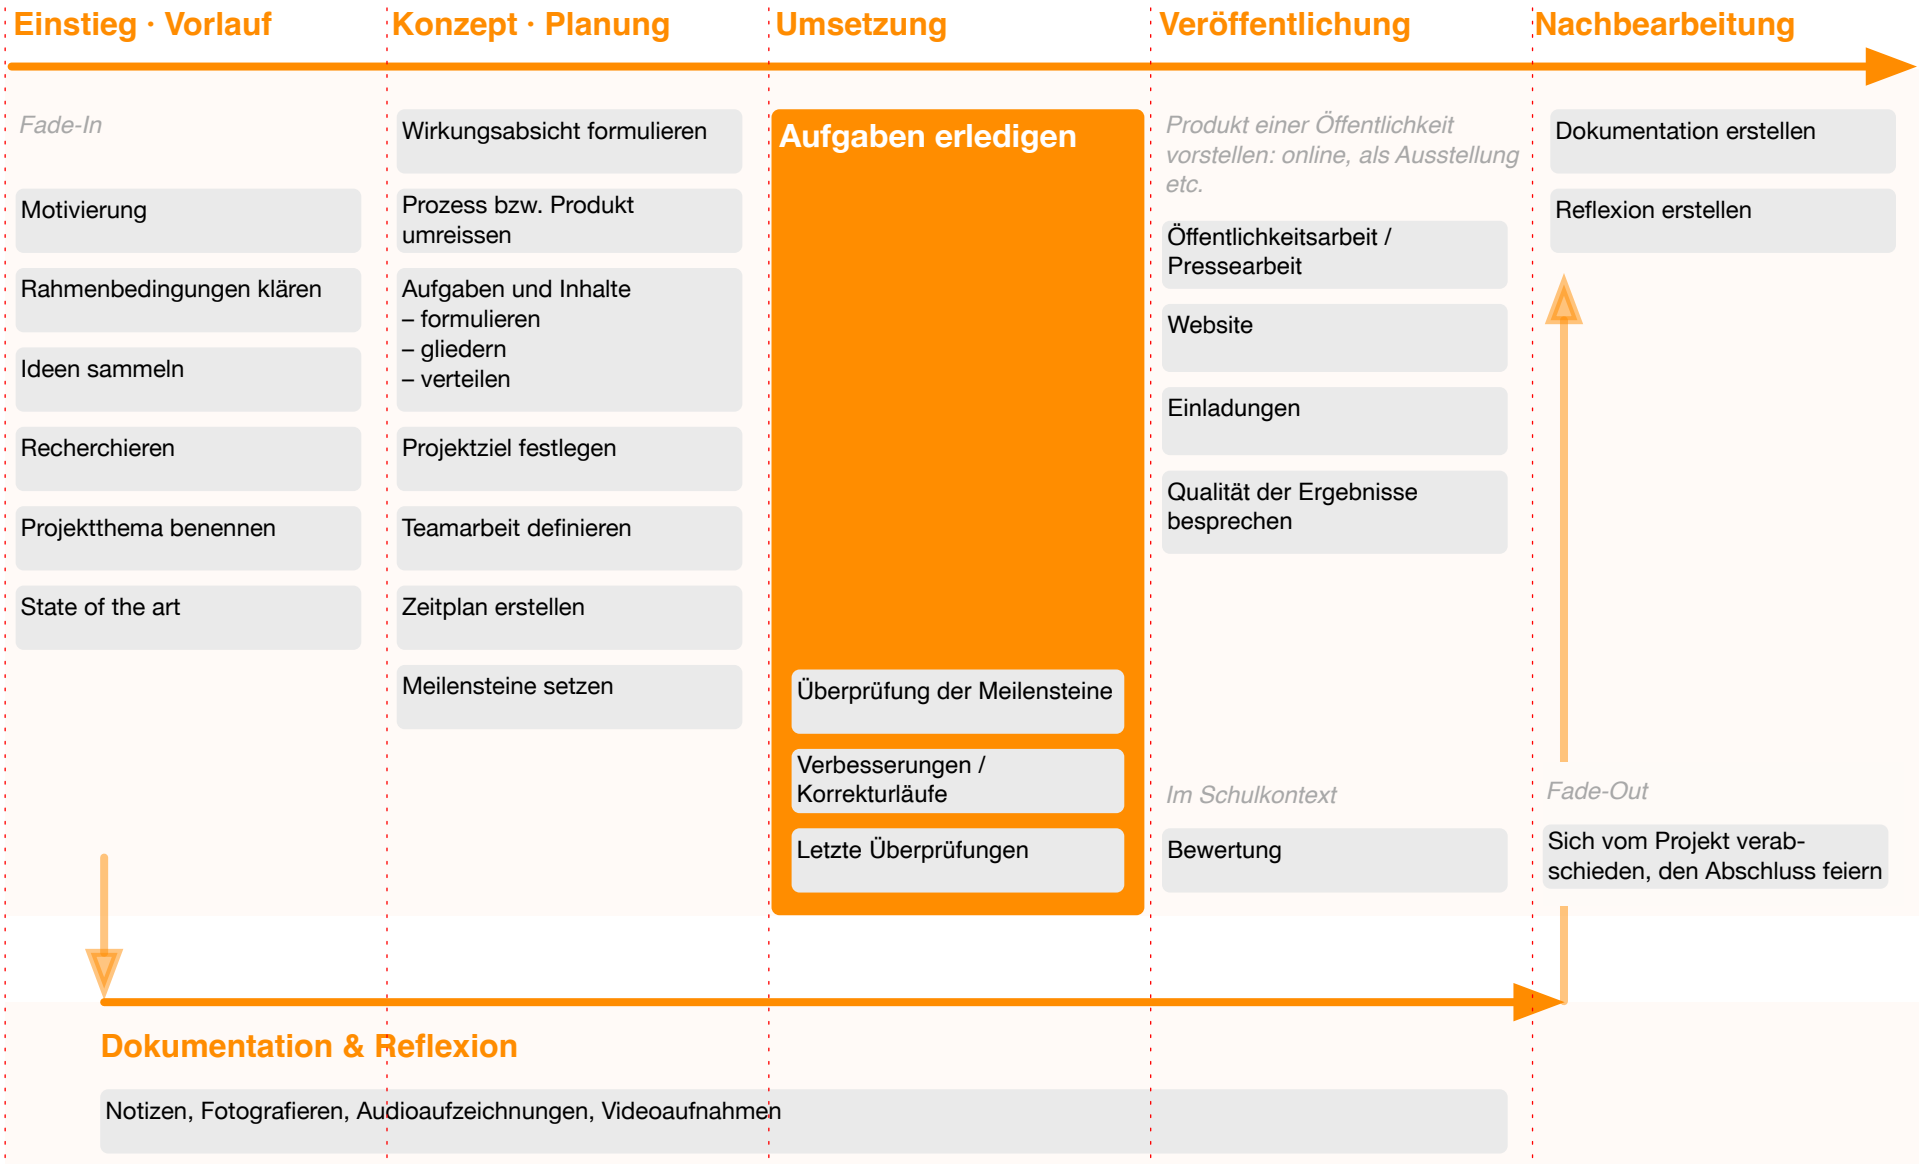 Einstieg · Vorlauf
Konzept · Planung
Umsetzung
Veröffentlichung
Nachbearbeitung
Fade-In
Motivierung
Rahmenbedingungen klären
Ideen sammeln
Recherchieren
Projektthema benennen
State of the art
Wirkungsabsicht formulieren
Prozess bzw. Produkt
umreissen
Aufgaben und Inhalte
– formulieren
– gliedern
– verteilen
Projektziel festlegen
Teamarbeit definieren
Zeitplan erstellen
Meilensteine setzen
Aufgaben erledigen
Überprüfung der Meilensteine
Verbesserungen /
Korrekturläufe
Letzte Überprüfungen
Produkt einer Öffentlichkeit
vorstellen: online, als Ausstellung
etc.
Öffentlichkeitsarbeit /
Pressearbeit
Website
Einladungen
Qualität der Ergebnisse
besprechen
Im Schulkontext
Bewertung
Dokumentation erstellen
Reflexion erstellen
Fade-Out
Sich vom Projekt verab-
schieden, den Abschluss feiern
Dokumentation & Reflexion
Notizen, Fotografieren, Audioaufzeichnungen, Videoaufnahmen